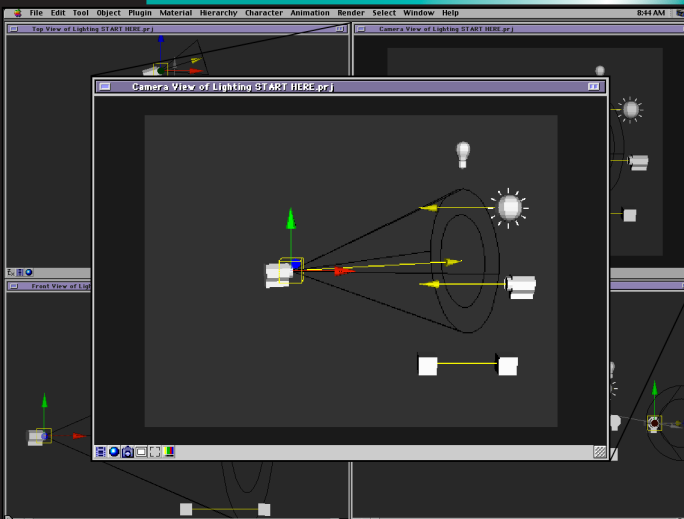 File Edit Tool Object Plugin Material Hierarchy Character Animation Render Select Window Help 8:44 AM
Top View of Lighting START HERE.prj
Camera View of Lighting START HERE.prj
Camera View of Lighting START HERE.prj
Front View of